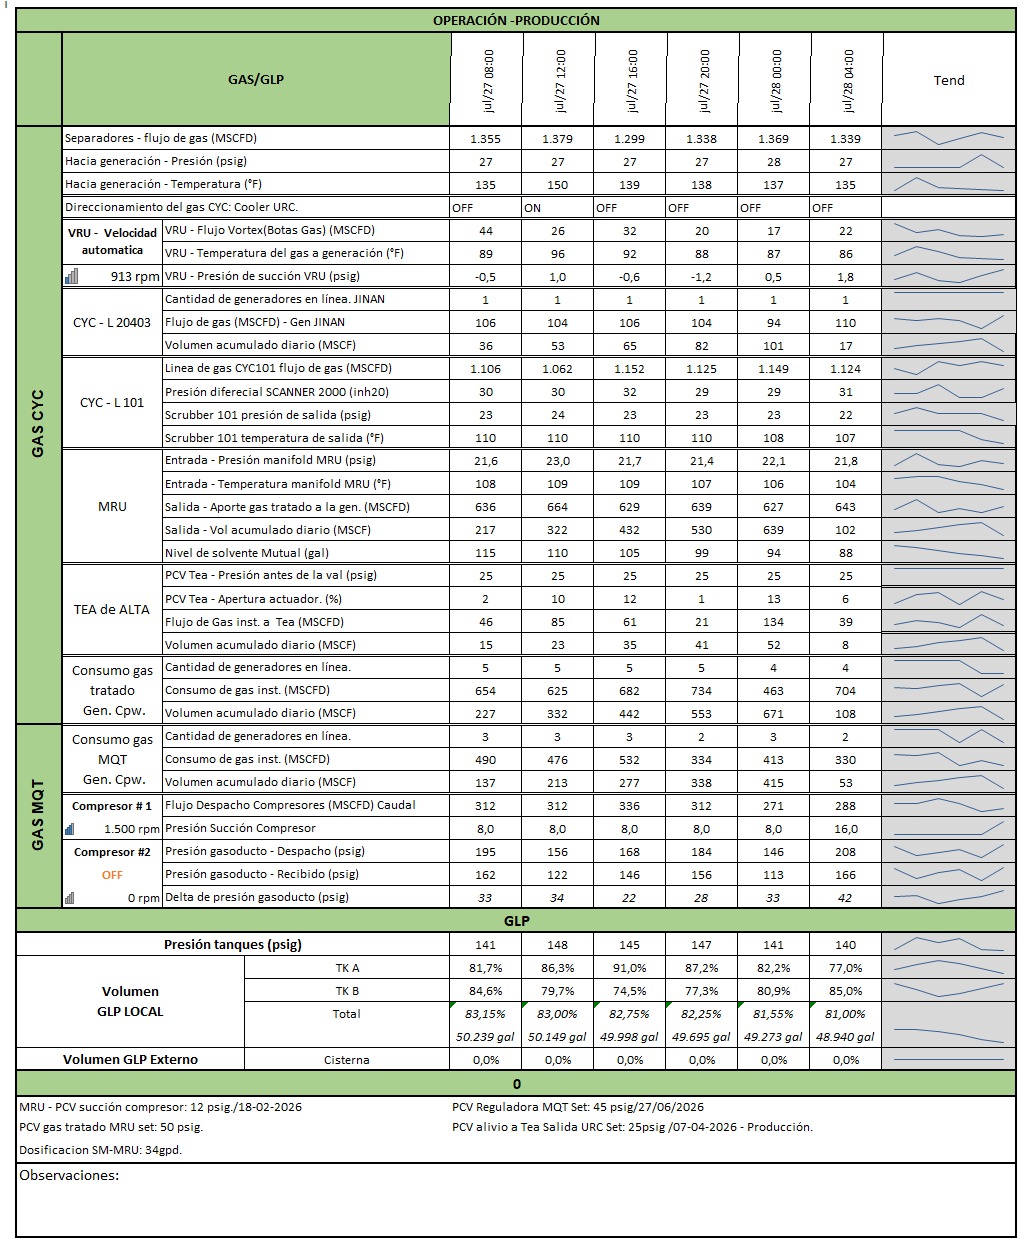 OPERACIÓN -PRODUCCIÓN
GAS/GLP jul/27 08:00 jul/27 12:00 jul/27 16:00 jul/27 20:00 jul/28 00:00 jul/28 04:00 Tend
GAS CYC
Separadores - flujo de gas (MSCFD) 1.355 1.379 1.299 1.338 1.369 1.339
Hacia generación - Presión (psig) 27 27 27 27 28 27
Hacia generación - Temperatura (°F) 135 150 139 138 137 135
Direccionamiento del gas CYC: Cooler URC. OFF ON OFF OFF OFF OFF
VRU - Velocidad automatica
VRU - Flujo Vortex(Botas Gas) (MSCFD) 44 26 32 20 17 22
VRU - Temperatura del gas a generación (°F) 89 96 92 88 87 86
913 rpm VRU - Presión de succión VRU (psig) -0,5 1,0 -0,6 -1,2 0,5 1,8
CYC - L 20403
Cantidad de generadores en línea. JINAN 1 1 1 1 1 1
Flujo de gas (MSCFD) - Gen JINAN 106 104 106 104 94 110
Volumen acumulado diario (MSCF) 36 53 65 82 101 17
CYC - L 101
Linea de gas CYC101 flujo de gas (MSCFD) 1.106 1.062 1.152 1.125 1.149 1.124
Presión diferecial SCANNER 2000 (inh20) 30 30 32 29 29 31
Scrubber 101 presión de salida (psig) 23 24 23 23 23 22
Scrubber 101 temperatura de salida (°F) 110 110 110 110 108 107
MRU
Entrada - Presión manifold MRU (psig) 21,6 23,0 21,7 21,4 22,1 21,8
Entrada - Temperatura manifold MRU (°F) 108 109 109 107 106 104
Salida - Aporte gas tratado a la gen. (MSCFD) 636 664 629 639 627 643
Salida - Vol acumulado diario (MSCF) 217 322 432 530 639 102
Nivel de solvente Mutual (gal) 115 110 105 99 94 88
TEA de ALTA
PCV Tea - Presión antes de la val (psig) 25 25 25 25 25 25
PCV Tea - Apertura actuador. (%) 2 10 12 1 13 6
Flujo de Gas inst. a Tea (MSCFD) 46 85 61 21 134 39
Volumen acumulado diario (MSCF) 15 23 35 41 52 8
Consumo gas tratado Gen. Cpw.
Cantidad de generadores en línea. 5 5 5 5 4 4
Consumo de gas inst. (MSCFD) 654 625 682 734 463 704
Volumen acumulado diario (MSCF) 227 332 442 553 671 108
GAS MQT
Consumo gas MQT Gen. Cpw.
Cantidad de generadores en línea. 3 3 3 2 3 2
Consumo de gas inst. (MSCFD) 490 476 532 334 413 330
Volumen acumulado diario (MSCF) 137 213 277 338 415 53
Compresor # 1 Flujo Despacho Compresores (MSCFD) Caudal 312 312 336 312 271 288
1.500 rpm Presión Succión Compresor 8,0 8,0 8,0 8,0 8,0 16,0
Compresor #2 Presión gasoducto - Despacho (psig) 195 156 168 184 146 208
OFF Presión gasoducto - Recibido (psig) 162 122 146 156 113 166
0 rpm Delta de presión gasoducto (psig) 33 34 22 28 33 42
GLP
Presión tanques (psig) 141 148 145 147 141 140
Volumen GLP LOCAL
TK A 81,7% 86,3% 91,0% 87,2% 82,2% 77,0%
TK B 84,6% 79,7% 74,5% 77,3% 80,9% 85,0%
Total 83,15% 83,00% 82,75% 82,25% 81,55% 81,00%
50.239 gal 50.149 gal 49.998 gal 49.695 gal 49.273 gal 48.940 gal
Volumen GLP Externo Cisterna 0,0% 0,0% 0,0% 0,0% 0,0% 0,0%
0
MRU - PCV succión compresor: 12 psig./18-02-2026 PCV Reguladora MQT Set: 45 psig/27/06/2026
PCV gas tratado MRU set: 50 psig. PCV alivio a Tea Salida URC Set: 25psig /07-04-2026 - Producción.
Dosificacion SM-MRU: 34gpd.
Observaciones: